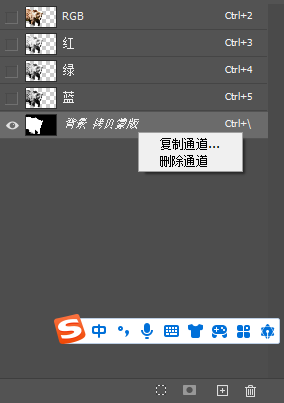 RGB Ctrl+2
红 Ctrl+3
绿 Ctrl+4
蓝 Ctrl+5
背景 拷贝蒙版 Ctrl+\
复制通道...
删除通道
S 中